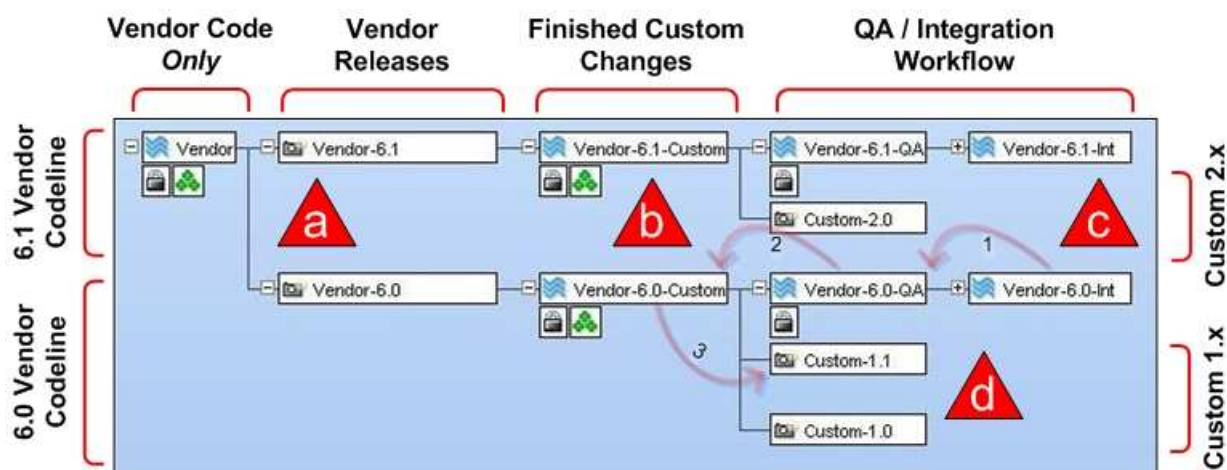 Vendor Code Only
Vendor Releases
Finished Custom Changes
QA / Integration Workflow
6.1 Vendor Codeline
Vendor
Vendor-6.1
Vendor-6.1-Custom
Vendor-6.1-QA
Vendor-6.1-Int
a
b
c
Custom-2.0
Custom 2.x
2
1
6.0 Vendor Codeline
Vendor-6.0
Vendor-6.0-Custom
Vendor-6.0-QA
Vendor-6.0-Int
3
Custom-1.1
d
Custom-1.0
Custom 1.x